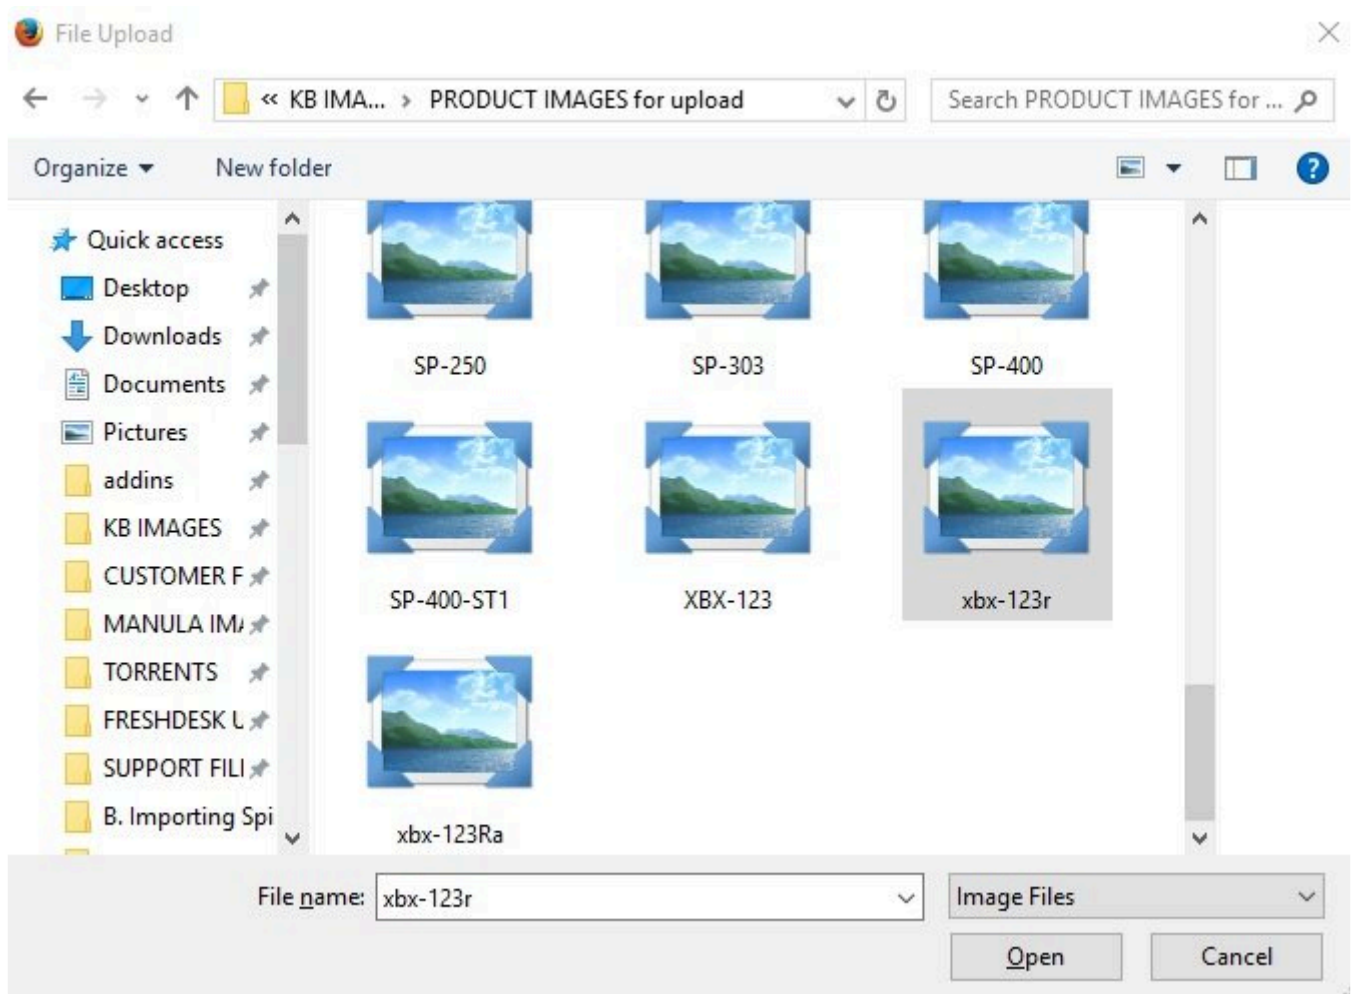 File Upload
« KB IMA... > PRODUCT IMAGES for upload
Search PRODUCT IMAGES for ...
Organize
New folder
Quick access
Desktop
Downloads
Documents
Pictures
addins
KB IMAGES
CUSTOMER F
MANULA IMA
TORRENTS
FRESHDESK U
SUPPORT FILI
B. Importing Spi
SP-250
SP-303
SP-400
SP-400-ST1
XBX-123
xbx-123r
xbx-123Ra
File name:
xbx-123r
Image Files
Open
Cancel